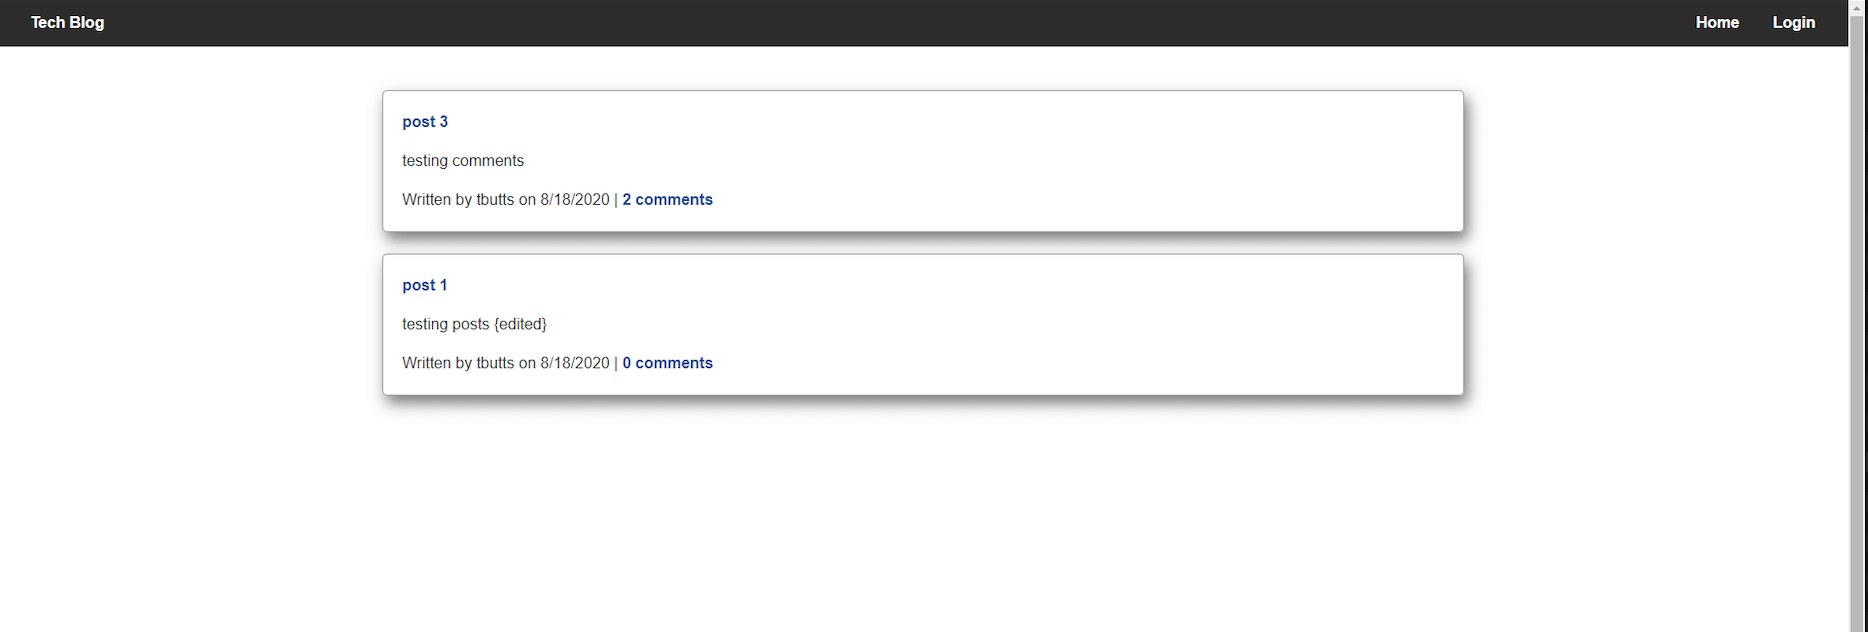 Tech Blog Home Login
post 3
testing comments
Written by tbutts on 8/18/2020 | 2 comments
post 1
testing posts {edited}
Written by tbutts on 8/18/2020 | 0 comments